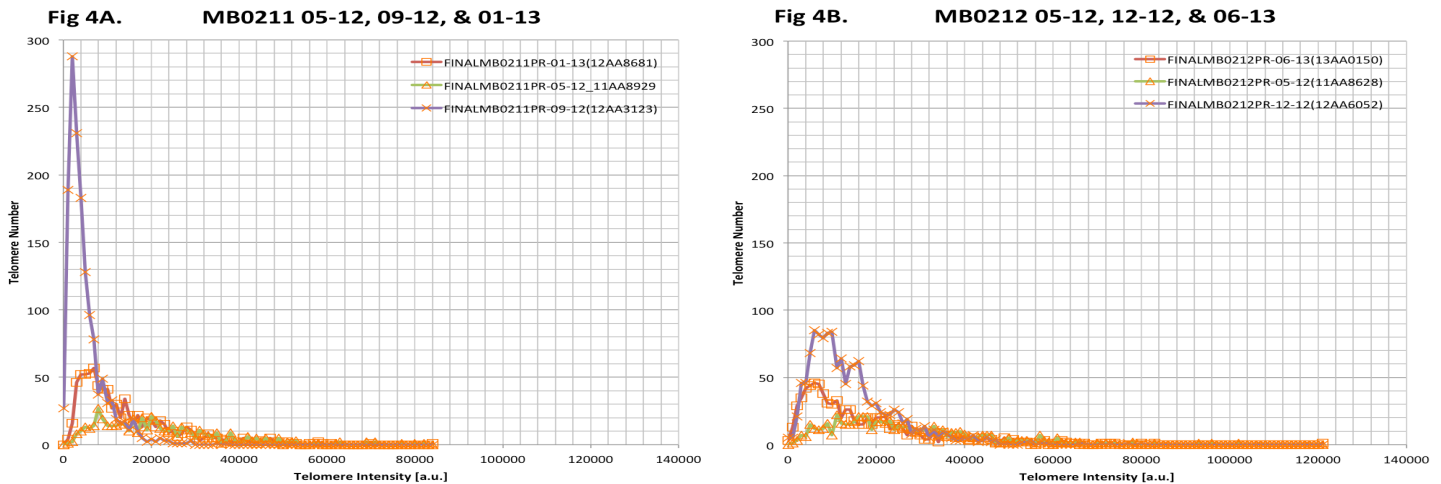 Fig 4A. MB0211 05-12, 09-12, & 01-13
300
250
200
150
100
50
0
Telomere Number
FINALMB0211PR-01-13(12AA8681)
FINALMB0211PR-05-12_11AA8929
FINALMB0211PR-09-12(12AA3123)
0 20000 40000 60000 80000 100000 120000 140000
Telomere Intensity [a.u.]
Fig 4B. MB0212 05-12, 12-12, & 06-13
300
250
200
150
100
50
0
Telomere Number
FINALMB0212PR-06-13(13AA0150)
FINALMB0212PR-05-12(11AA8628)
FINALMB0212PR-12-12(12AA6052)
0 20000 40000 60000 80000 100000 120000 140000
Telomere Intensity [a.u.]